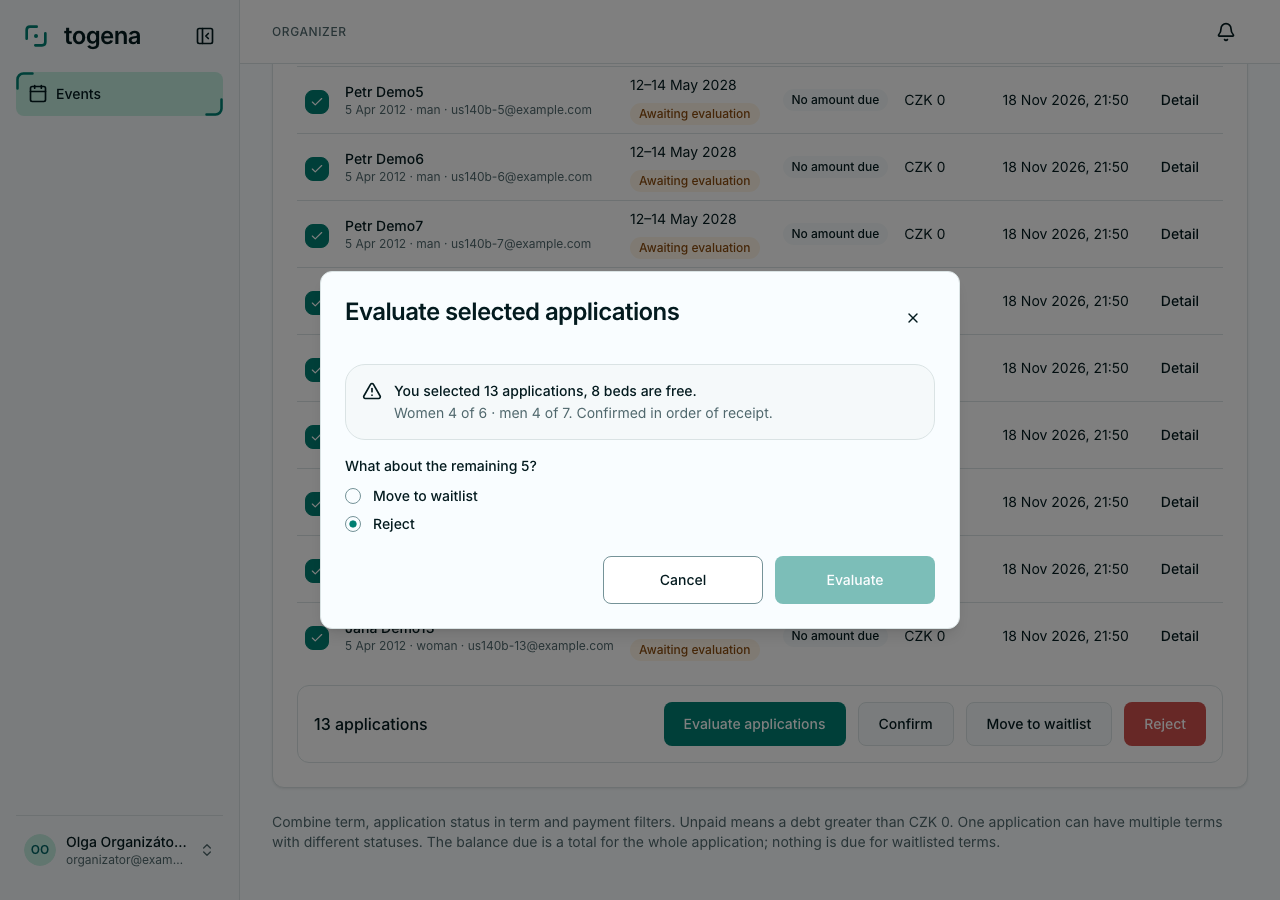 togena
ORGANIZER
Events
Petr Demo5
5 Apr 2012 · man · us140b-5@example.com
12–14 May 2028
Awaiting evaluation
No amount due
CZK 0
18 Nov 2026, 21:50
Detail
Petr Demo6
5 Apr 2012 · man · us140b-6@example.com
12–14 May 2028
Awaiting evaluation
No amount due
CZK 0
18 Nov 2026, 21:50
Detail
Petr Demo7
5 Apr 2012 · man · us140b-7@example.com
12–14 May 2028
Awaiting evaluation
No amount due
CZK 0
18 Nov 2026, 21:50
Detail
18 Nov 2026, 21:50
Detail
18 Nov 2026, 21:50
Detail
18 Nov 2026, 21:50
Detail
18 Nov 2026, 21:50
Detail
18 Nov 2026, 21:50
Detail
Evaluate selected applications
You selected 13 applications, 8 beds are free.
Women 4 of 6 · men 4 of 7. Confirmed in order of receipt.
What about the remaining 5?
Move to waitlist
Reject
Cancel
Evaluate
Jana Demo13
5 Apr 2012 · woman · us140b-13@example.com
Awaiting evaluation
No amount due
CZK 0
18 Nov 2026, 21:50
Detail
13 applications
Evaluate applications
Confirm
Move to waitlist
Reject
Combine term, application status in term and payment filters. Unpaid means a debt greater than CZK 0. One application can have multiple terms
with different statuses. The balance due is a total for the whole application; nothing is due for waitlisted terms.
OO
Olga Organizáto...
organizator@exam...